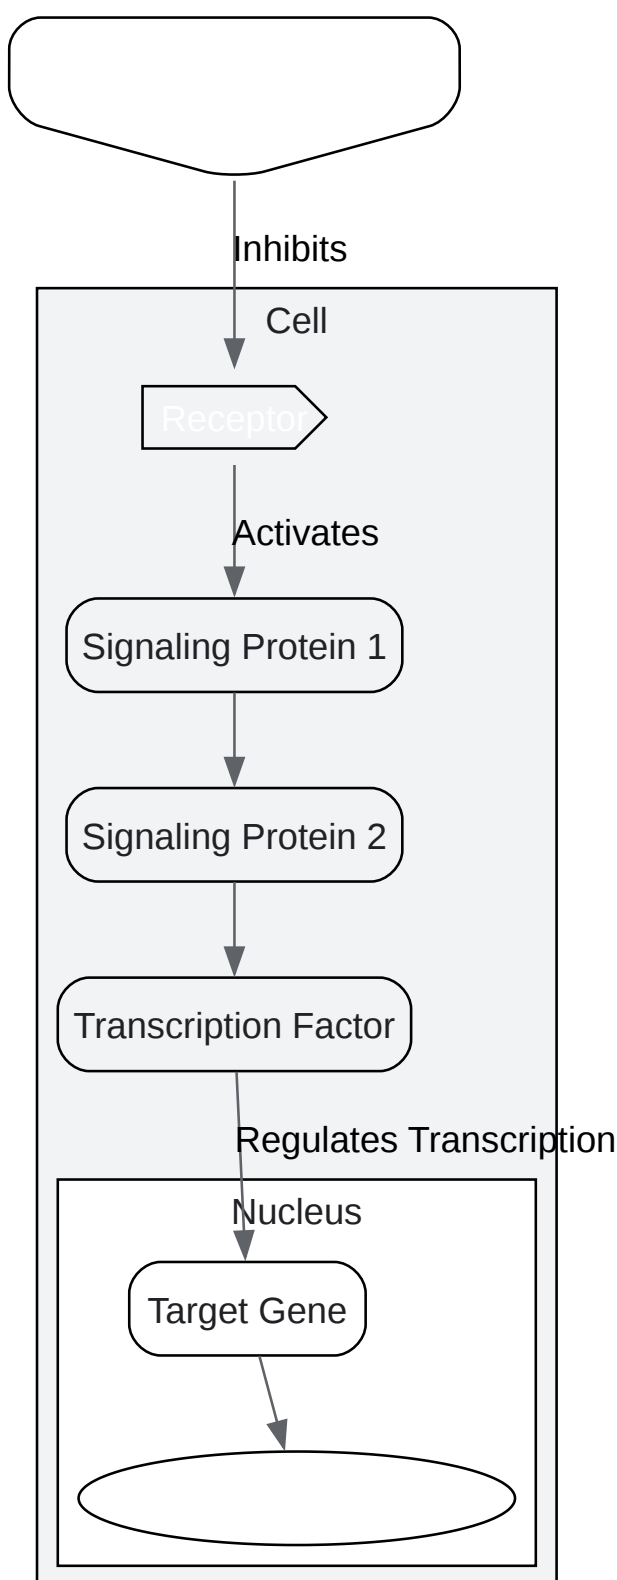 Inhibits
Cell
Receptor
Activates
Signaling Protein 1
Signaling Protein 2
Transcription Factor
Regulates Transcription
Nucleus
Target Gene